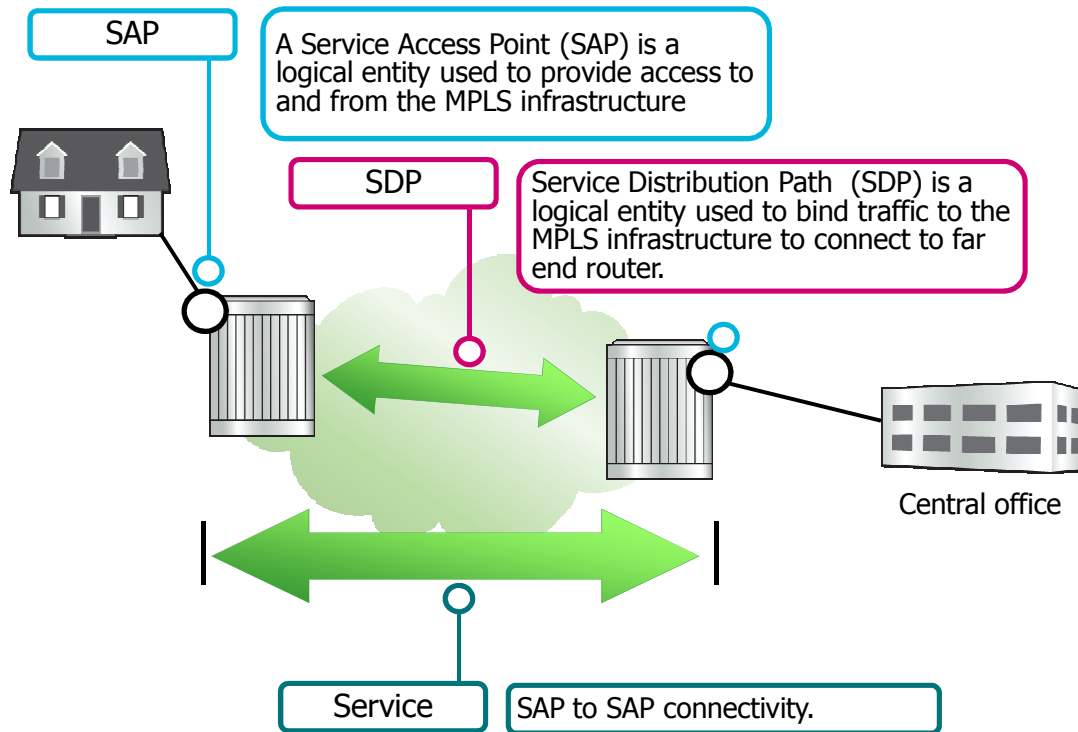 SAP
A Service Access Point (SAP) is a
logical entity used to provide access to
and from the MPLS infrastructure
SDP
Service Distribution Path  (SDP) is a
logical entity used to bind traffic to the
MPLS infrastructure to connect to far
end router.
Central office
Service
SAP to SAP connectivity.